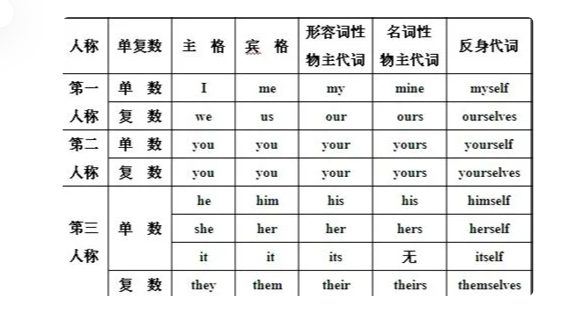 人称 单复数 主 格 宾 格 形容词性物主代词 名词性物主代词 反身代词
第一人称 单 数 I me my mine myself
复 数 we us our ours ourselves
第二人称 单 数 you you your yours yourself
复 数 you you your yours yourselves
第三人称 单 数 he him his his himself
she her her hers herself
it it its 无 itself
复 数 they them their theirs themselves